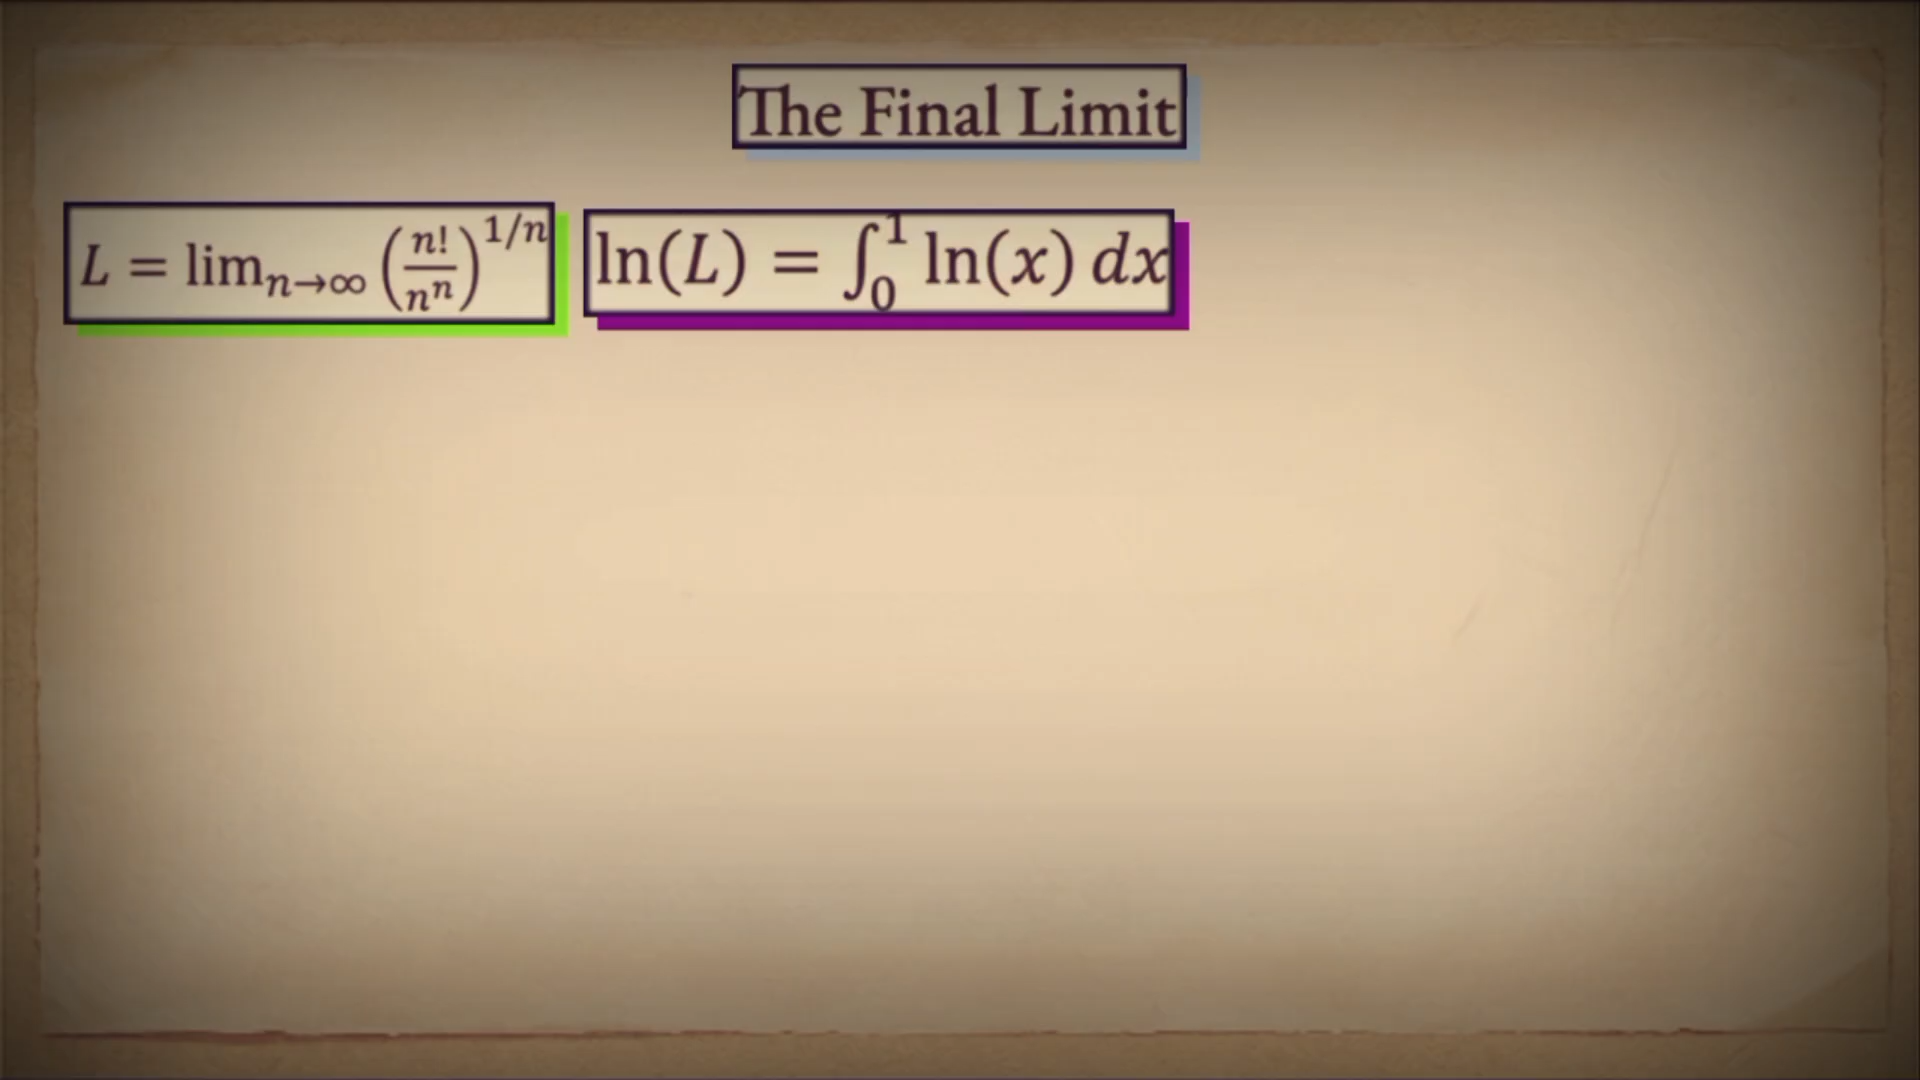 The Final Limit
L = lim_{n→∞} (n!/n^n)^{1/n}
ln(L) = ∫_0^1 ln(x) dx